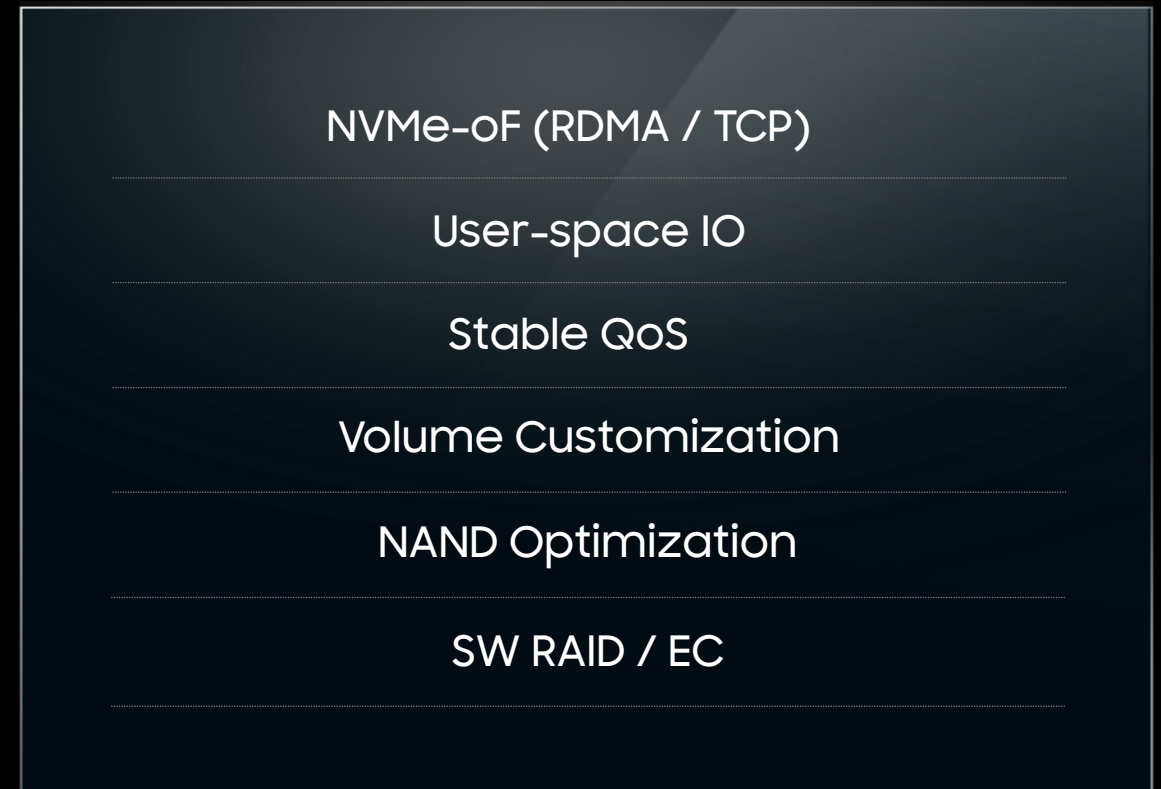 NVMe-oF (RDMA / TCP)
User-space IO
Stable QoS
Volume Customization
NAND Optimization
SW RAID / EC